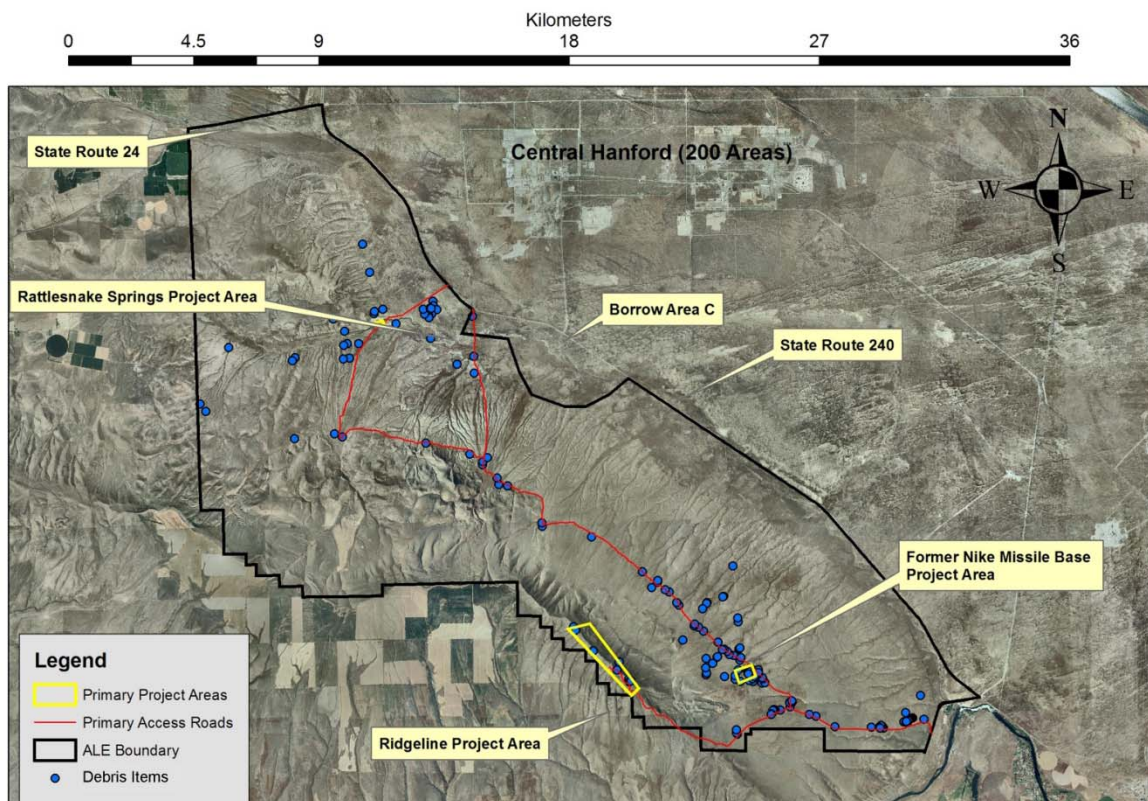 Kilometers
0 4.5 9 18 27 36
State Route 24
Central Hanford (200 Areas)
N
W E
S
Rattlesnake Springs Project Area
Borrow Area C
State Route 240
Former Nike Missile Base
Project Area
Ridgeline Project Area
Legend
Primary Project Areas
Primary Access Roads
ALE Boundary
Debris Items